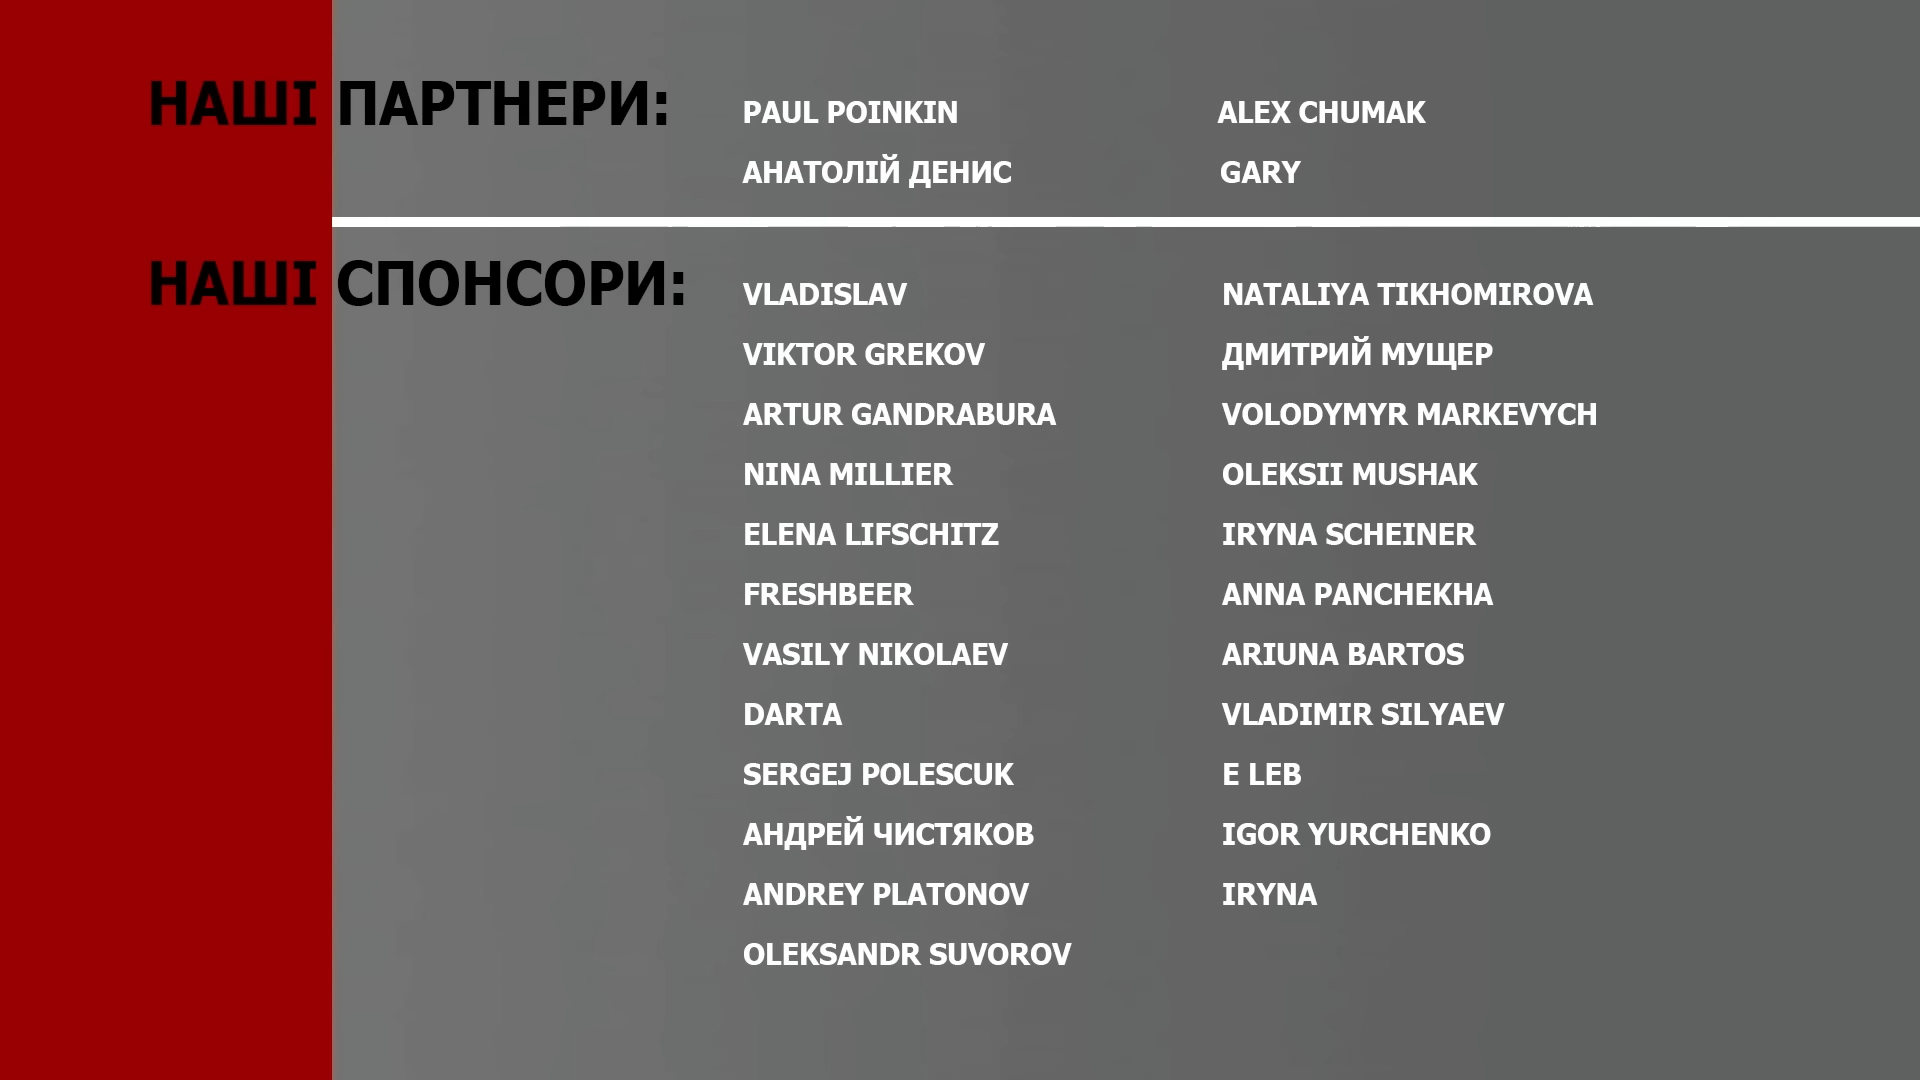 НАШІ ПАРТНЕРИ:
PAUL POINKIN
ALEX CHUMAK
АНАТОЛІЙ ДЕНИС
GARY
НАШІ СПОНСОРИ:
VLADISLAV
NATALIYA TIKHOMIROVA
VIKTOR GREKOV
ДМИТРИЙ МУЩЕР
ARTUR GANDRABURA
VOLODYMYR MARKEVYCH
NINA MILLIER
OLEKSII MUSHAK
ELENA LIFSCHITZ
IRYNA SCHEINER
FRESHBEER
ANNA PANCHEKHA
VASILY NIKOLAEV
ARIUNA BARTOS
DARTA
VLADIMIR SILYAEV
SERGEJ POLESCUK
E LEB
АНДРЕЙ ЧИСТЯКОВ
IGOR YURCHENKO
ANDREY PLATONOV
IRYNA
OLEKSANDR SUVOROV